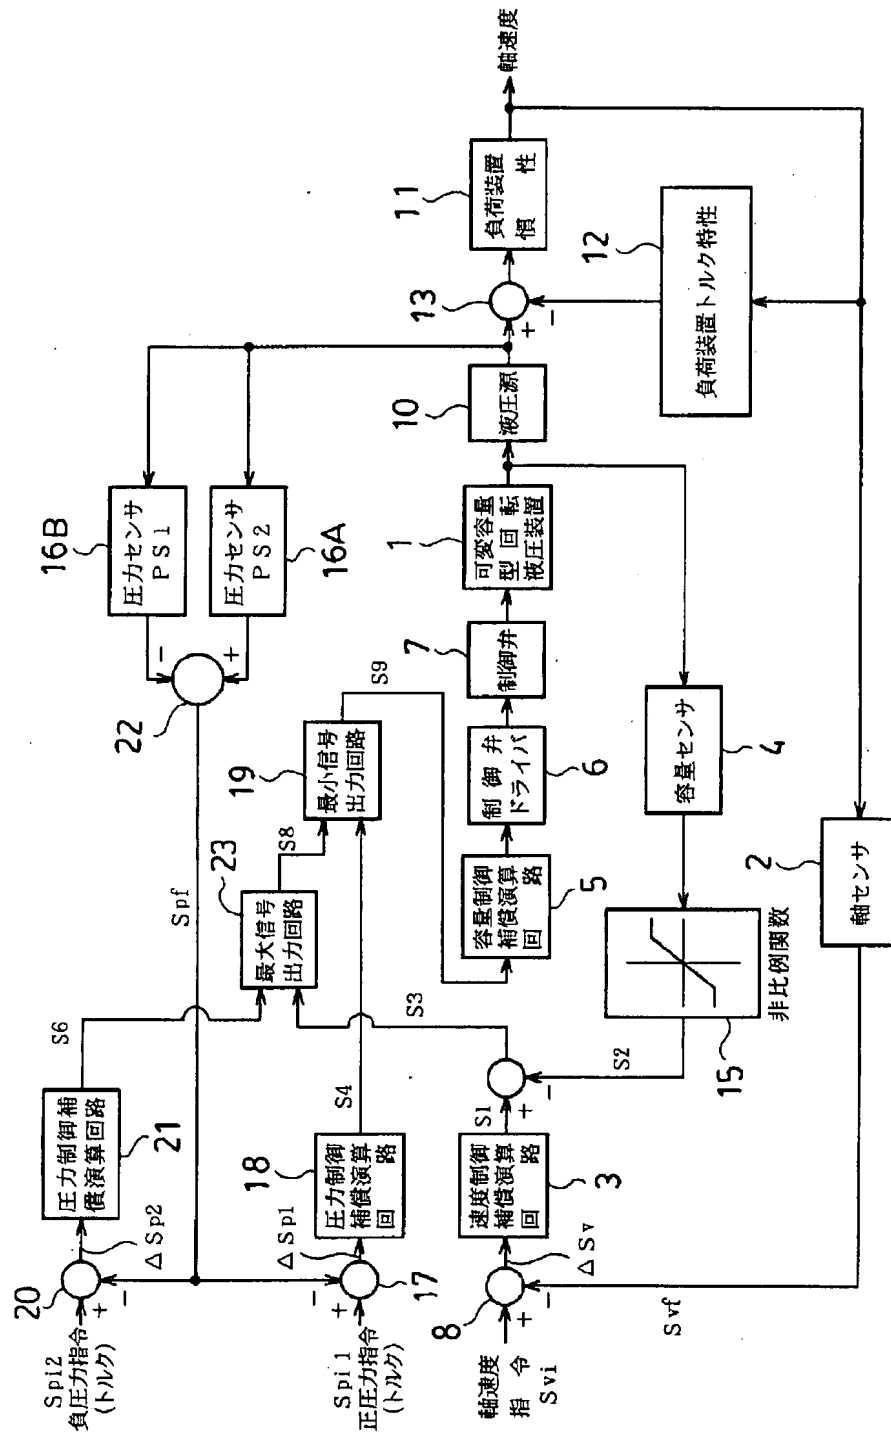 Spi2
負圧力指令
(トルク)
20
+
-
△Sp2
圧力制御補
償演算回路
21
S6
Spf
22
-
+
16B
圧力センサ
PS1
圧力センサ
PS2
16A
Spi1
正圧力指令
(トルク)
17
+
-
△Sp1
18
圧力制御
補償演算
回路
S4
23
最大信号
出力回路
S8
19
最小信号
出力回路
S9
S3
軸速度
指令
Svi
8
+
-
△Sv
速度制御
補償演算
回路
3
S1
+
-
S2
容量制御
補償演算
回路
5
制御弁
ドライバ
6
7
制御弁
1
可変容量
型回転
液圧装置
10
液圧源
13
+
-
11
負荷装置
慣性
軸速度
12
負荷装置トルク特性
15
非比例関数
容量センサ
4
2
軸センサ
Svf